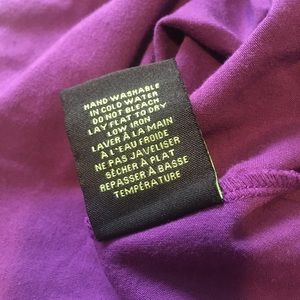 HAND WASHABLE
IN COLD WATER
DO NOT BLEACH
LAY FLAT TO DRY
LOW IRON
LAVER À LA MAIN
À L'EAU FROIDE
NE PAS JAVELISER
SÉCHER À PLAT
REPASSER À BASSE
TEMPÉRATURE